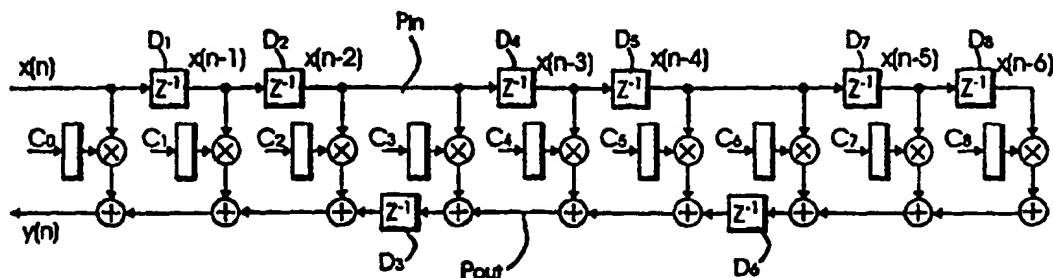 D1 D2 Pin D4 D5 D7 D8
x(n) x(n-1) x(n-2) x(n-3) x(n-4) x(n-5) x(n-6)
Z-1 Z-1 Z-1 Z-1 Z-1 Z-1
C0 C1 C2 C3 C4 C5 C6 C7 C8
Z-1 Z-1
y(n) D3 Pout D6